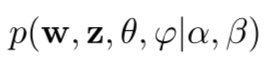 p(𝐰, 𝐳, θ, φ|α, β)